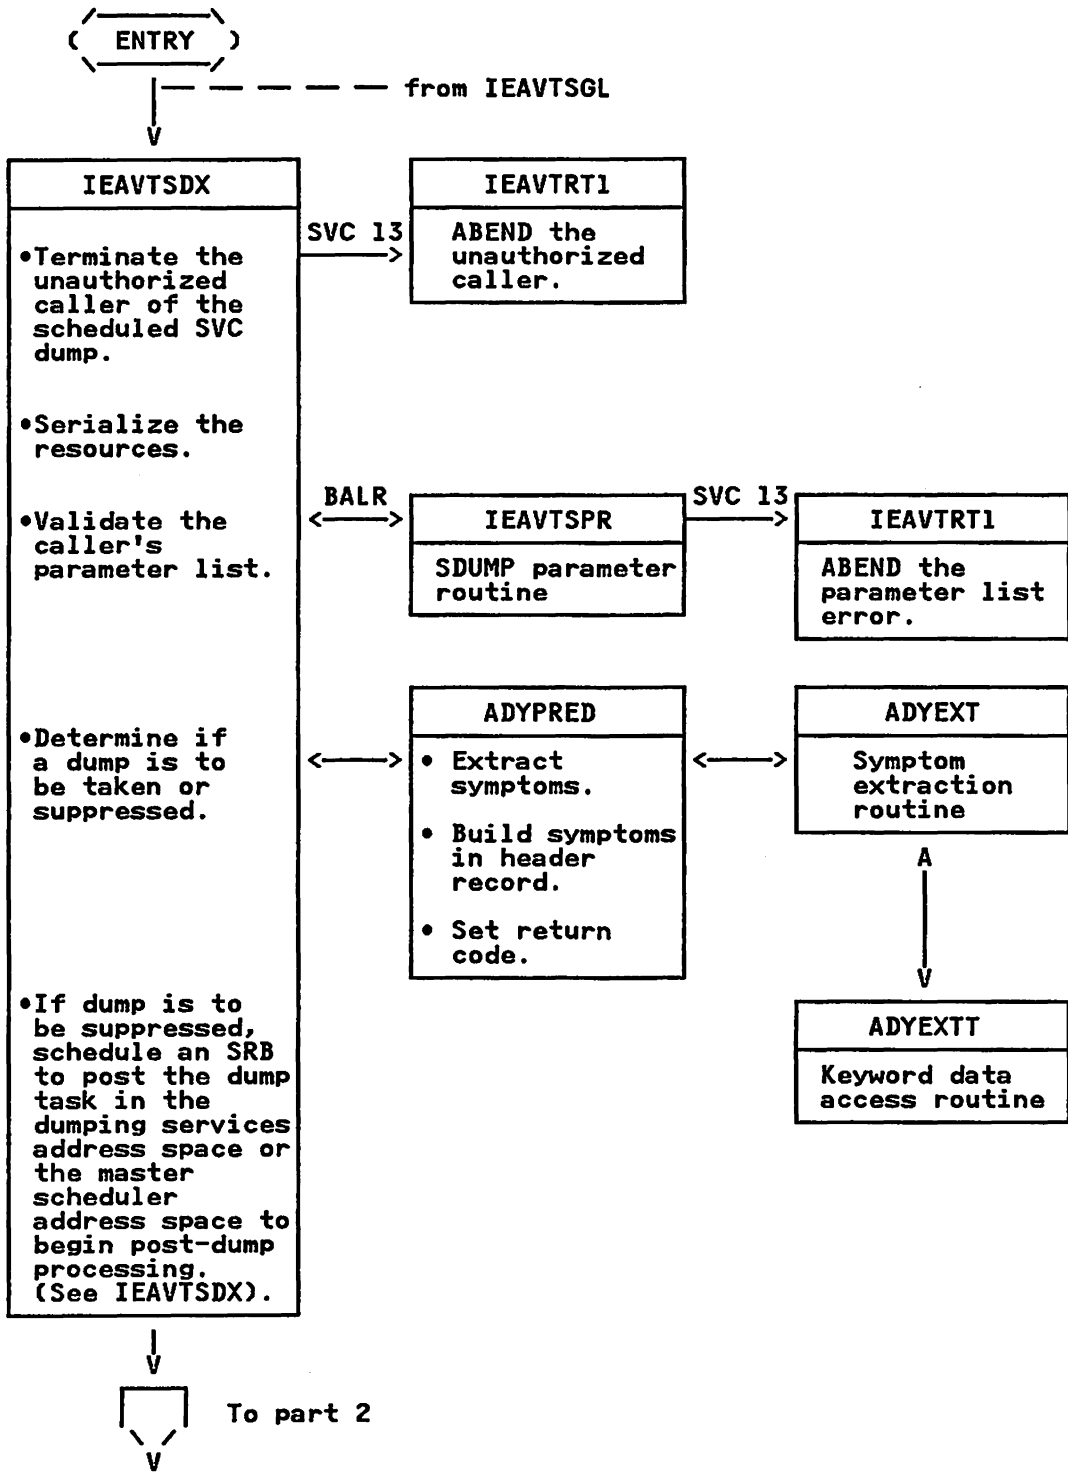 ENTRY
from IEAVTSGL
IEAVTSDX
•Terminate the
unauthorized
caller of the
scheduled SVC
dump.
•Serialize the
resources.
•Validate the
caller's
parameter list.
•Determine if
a dump is to
be taken or
suppressed.
•If dump is to
be suppressed,
schedule an SRB
to post the dump
task in the
dumping services
address space or
the master
scheduler
address space to
begin post-dump
processing.
(See IEAVTSDX).
SVC 13
IEAVTRT1
ABEND the
unauthorized
caller.
BALR
IEAVTSPR
SDUMP parameter
routine
SVC 13
IEAVTRT1
ABEND the
parameter list
error.
ADYPRED
• Extract
symptoms.
• Build symptoms
in header
record.
• Set return
code.
ADYEXT
Symptom
extraction
routine
A
V
ADYEXTT
Keyword data
access routine
To part 2